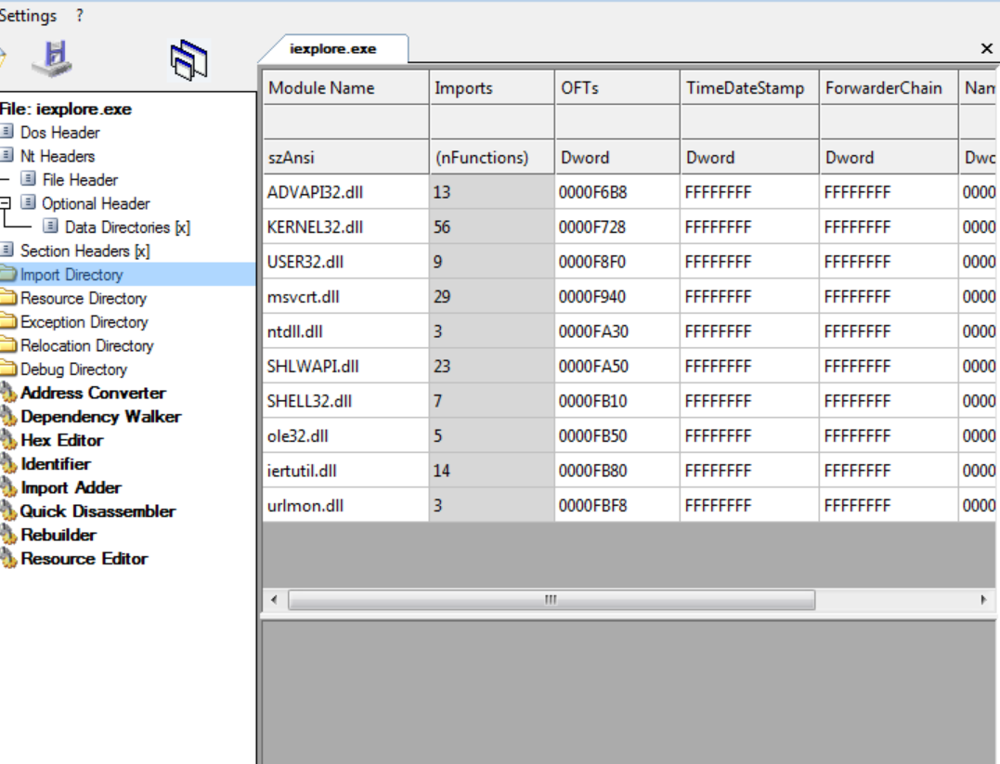 Settings ?
iexplore.exe
File: iexplore.exe
Dos Header
Nt Headers
File Header
Optional Header
Data Directories [x]
Section Headers [x]
Import Directory
Resource Directory
Exception Directory
Relocation Directory
Debug Directory
Address Converter
Dependency Walker
Hex Editor
Identifier
Import Adder
Quick Disassembler
Rebuilder
Resource Editor
Module Name Imports OFTs TimeDateStamp ForwarderChain Nam
szAnsi (nFunctions) Dword Dword Dword Dwo
ADVAPI32.dll 13 0000F6B8 FFFFFFFF FFFFFFFF 0000
KERNEL32.dll 56 0000F728 FFFFFFFF FFFFFFFF 0000
USER32.dll 9 0000F8F0 FFFFFFFF FFFFFFFF 0000
msvcrt.dll 29 0000F940 FFFFFFFF FFFFFFFF 0000
ntdll.dll 3 0000FA30 FFFFFFFF FFFFFFFF 0000
SHLWAPI.dll 23 0000FA50 FFFFFFFF FFFFFFFF 0000
SHELL32.dll 7 0000FB10 FFFFFFFF FFFFFFFF 0000
ole32.dll 5 0000FB50 FFFFFFFF FFFFFFFF 0000
iertutil.dll 14 0000FB80 FFFFFFFF FFFFFFFF 0000
urlmon.dll 3 0000FBF8 FFFFFFFF FFFFFFFF 0000